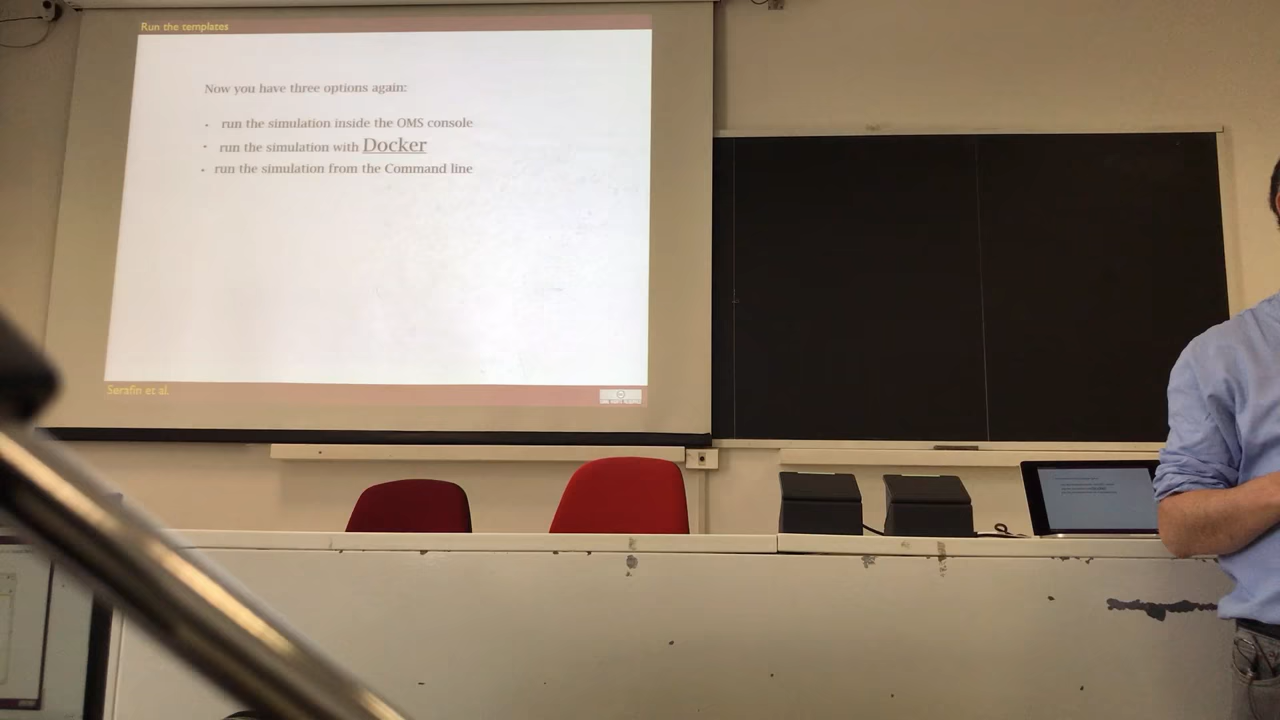 Run the templates
Now you have three options again:
• run the simulation inside the OMS console
• run the simulation with Docker
• run the simulation from the Command line
Serafin et al.